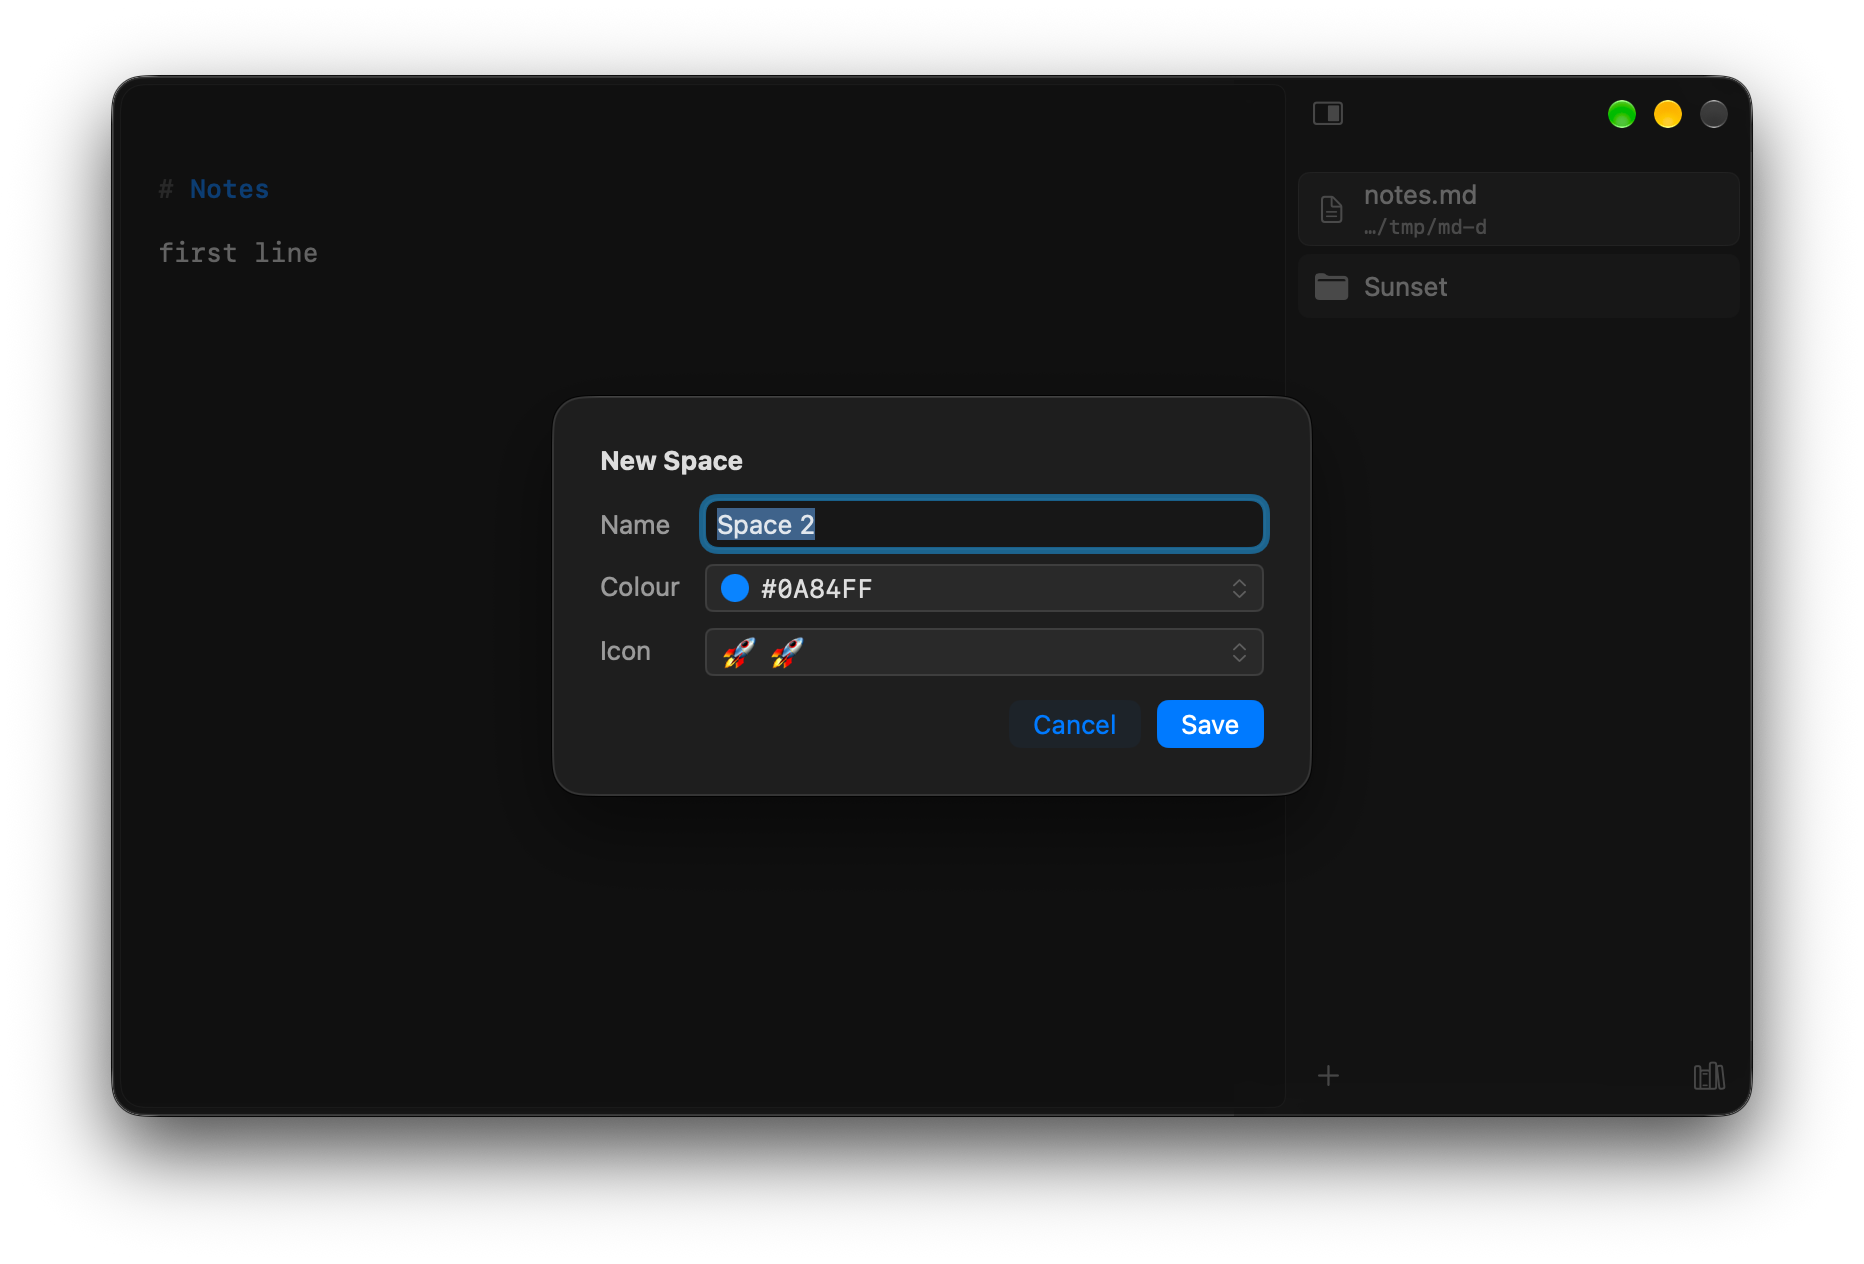 # Notes
first line
notes.md
…/tmp/md-d
Sunset
New Space
Name
Space 2
Colour
#0A84FF
Icon
🚀 🚀
Cancel
Save